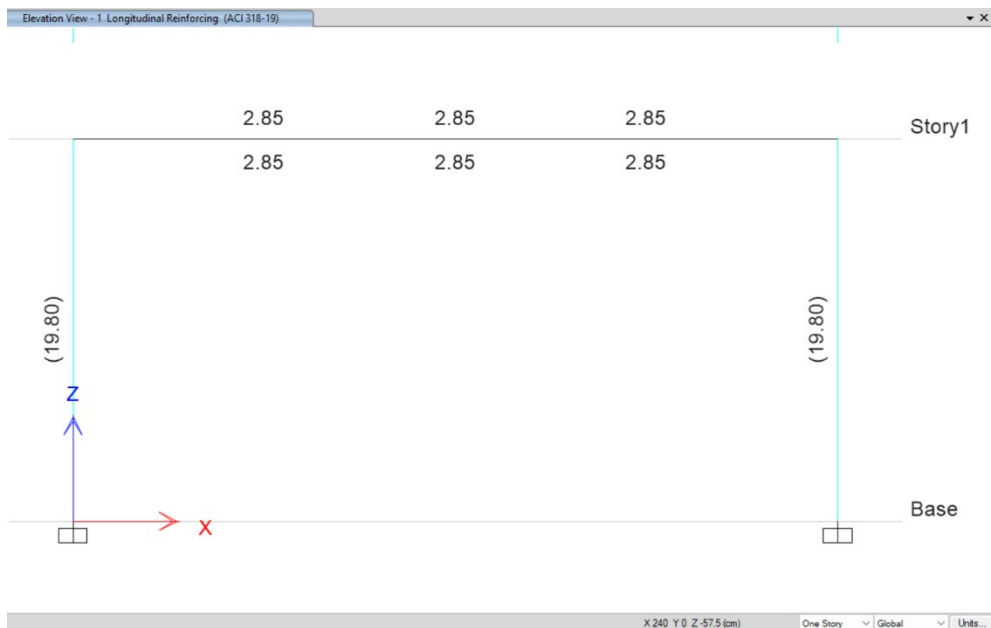 Elevation View - 1 Longitudinal Reinforcing (ACI 318-19)
2.85 2.85 2.85
Story1
2.85 2.85 2.85
(19.80) (19.80)
Z
X
Base
X 240 Y 0 Z -57.5 (cm) One Story Global Units...